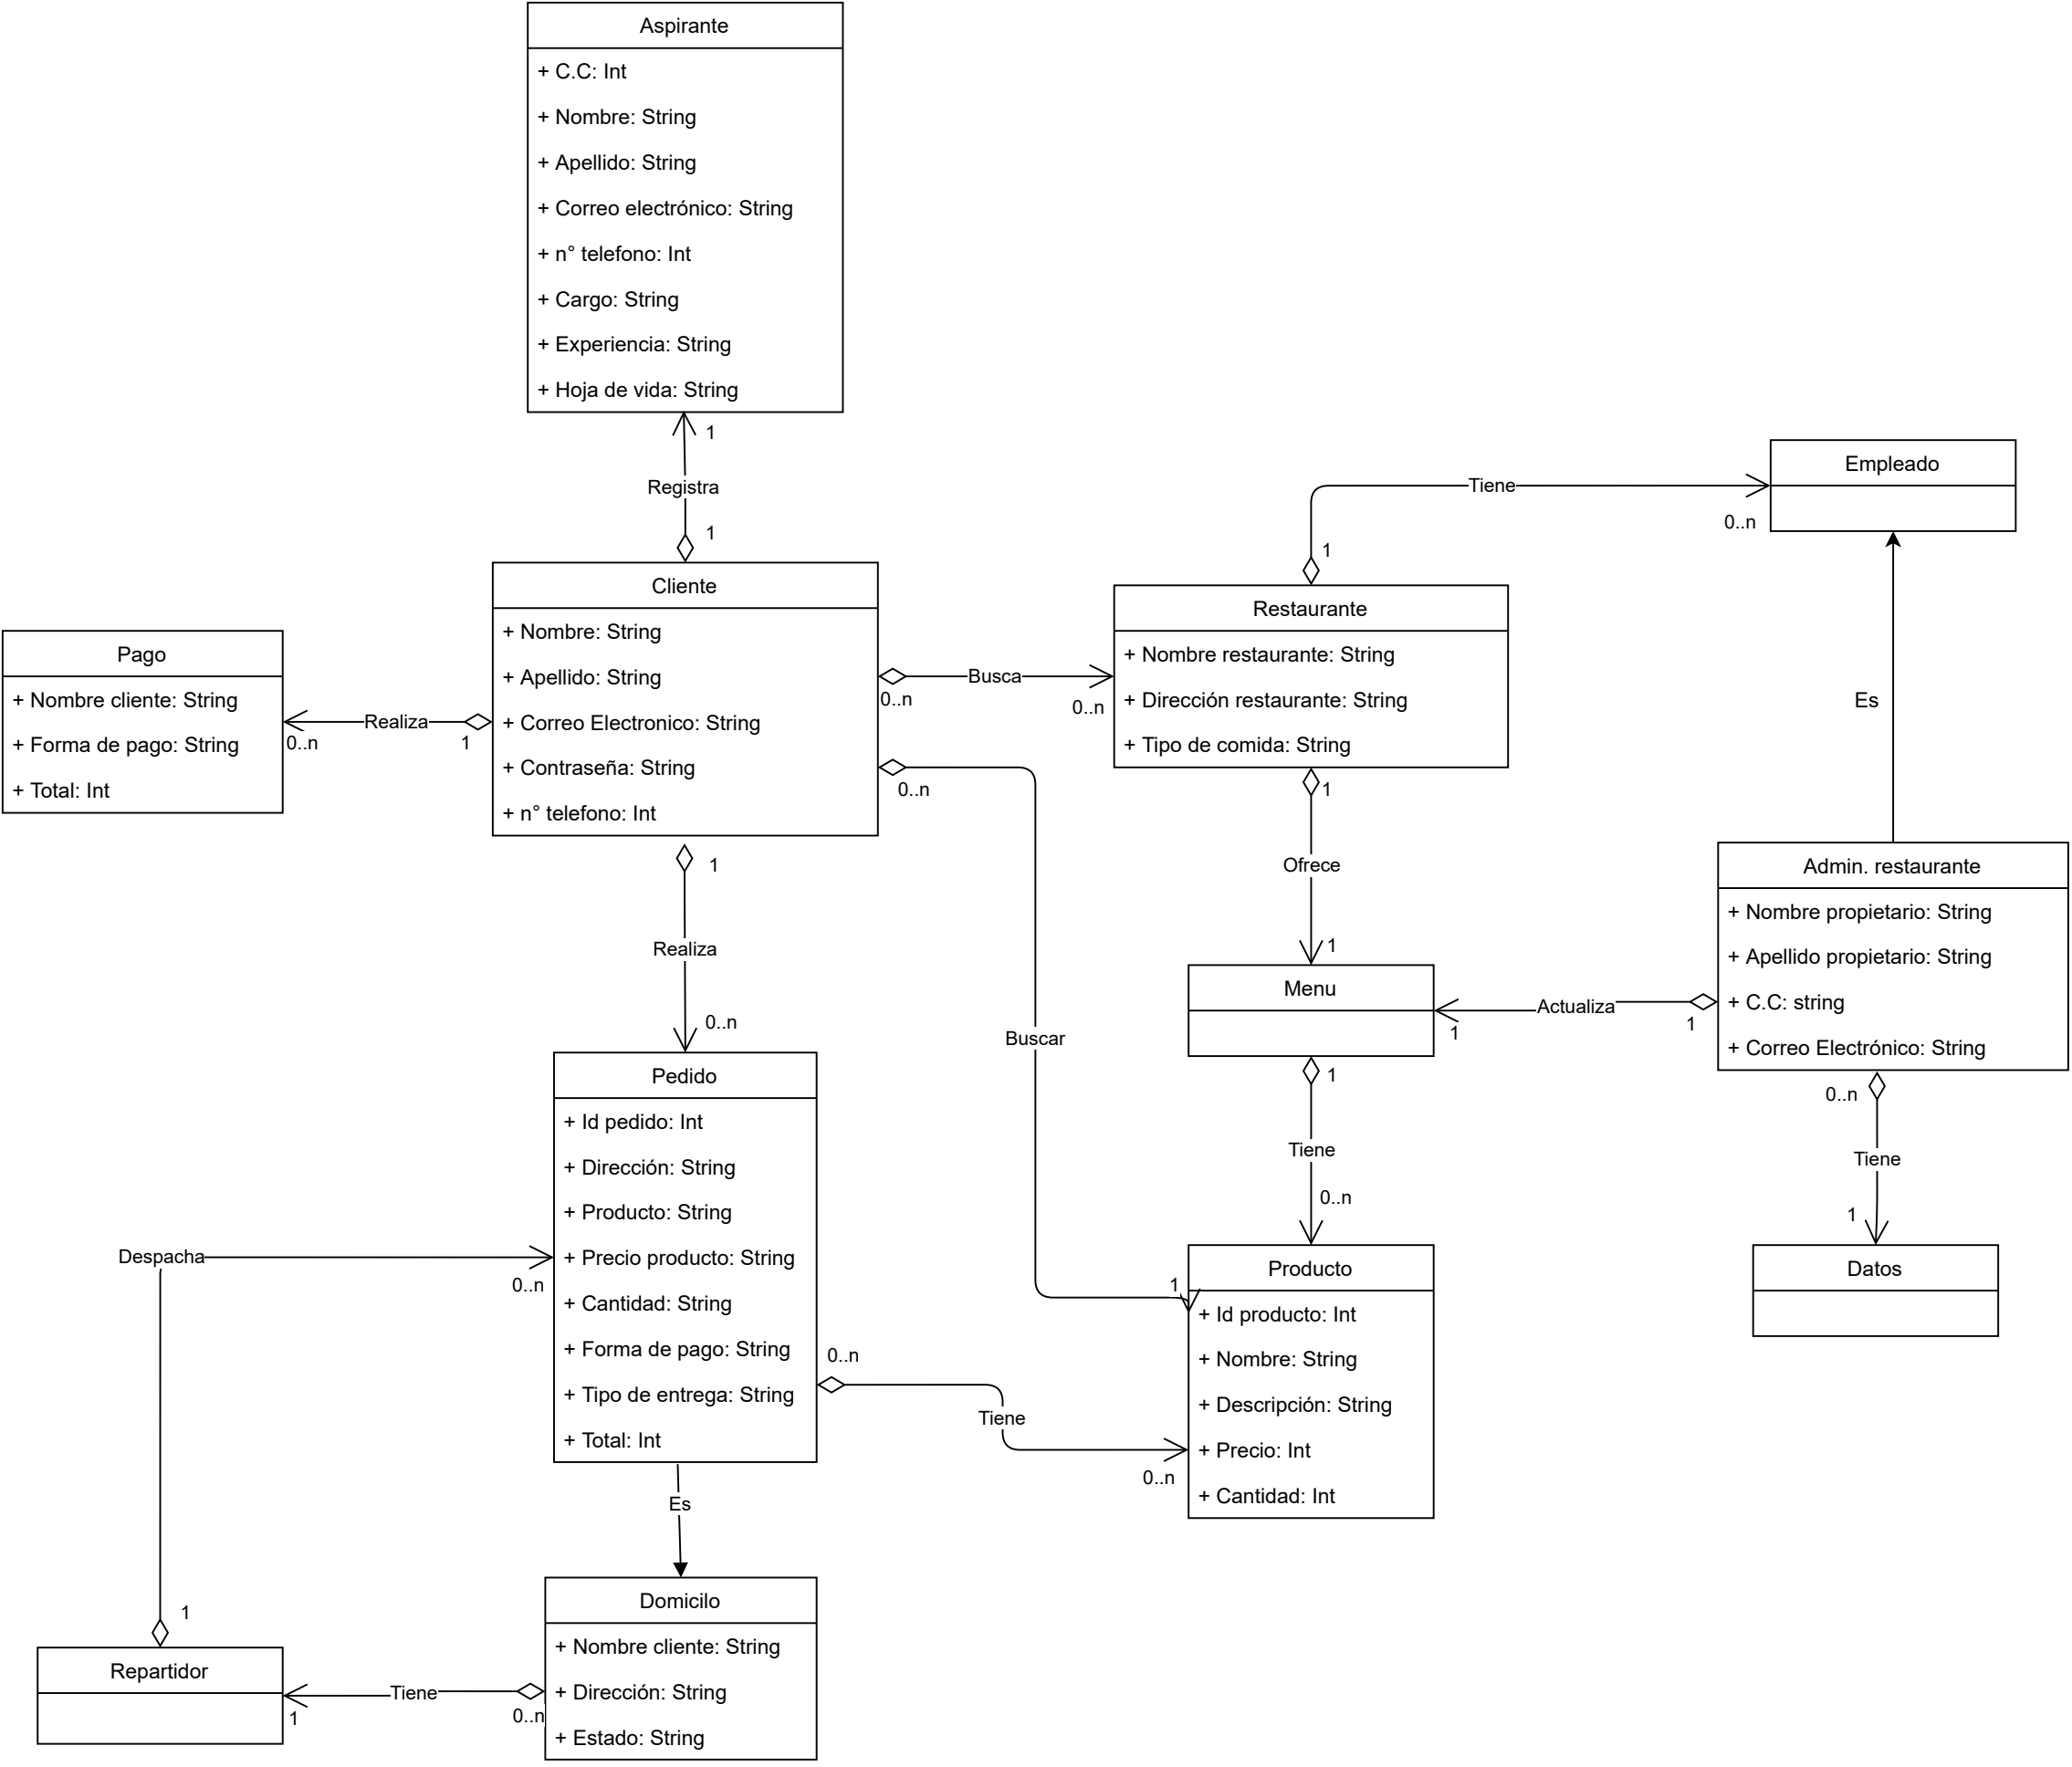 Aspirante
+ C.C: Int
+ Nombre: String
+ Apellido: String
+ Correo electrónico: String
+ n° telefono: Int
+ Cargo: String
+ Experiencia: String
+ Hoja de vida: String
1
Registra
1
Empleado
Tiene
0..n
1
Cliente
+ Nombre: String
+ Apellido: String
+ Correo Electronico: String
+ Contraseña: String
+ n° telefono: Int
Restaurante
+ Nombre restaurante: String
+ Dirección restaurante: String
+ Tipo de comida: String
Pago
+ Nombre cliente: String
+ Forma de pago: String
+ Total: Int
Realiza
0..n
1
Busca
0..n
0..n
0..n
Es
1
Ofrece
1
1
Realiza
0..n
Admin. restaurante
+ Nombre propietario: String
+ Apellido propietario: String
+ C.C: string
+ Correo Electrónico: String
Menu
Actualiza
1
1
Buscar
1
Tiene
0..n
0..n
Tiene
1
Pedido
+ Id pedido: Int
+ Dirección: String
+ Producto: String
+ Precio producto: String
+ Cantidad: String
+ Forma de pago: String
+ Tipo de entrega: String
+ Total: Int
Despacha
0..n
1
Producto
+ Id producto: Int
+ Nombre: String
+ Descripción: String
+ Precio: Int
+ Cantidad: Int
Datos
0..n
Tiene
0..n
Es
1
Domicilo
+ Nombre cliente: String
+ Dirección: String
+ Estado: String
Repartidor
Tiene
1
0..n